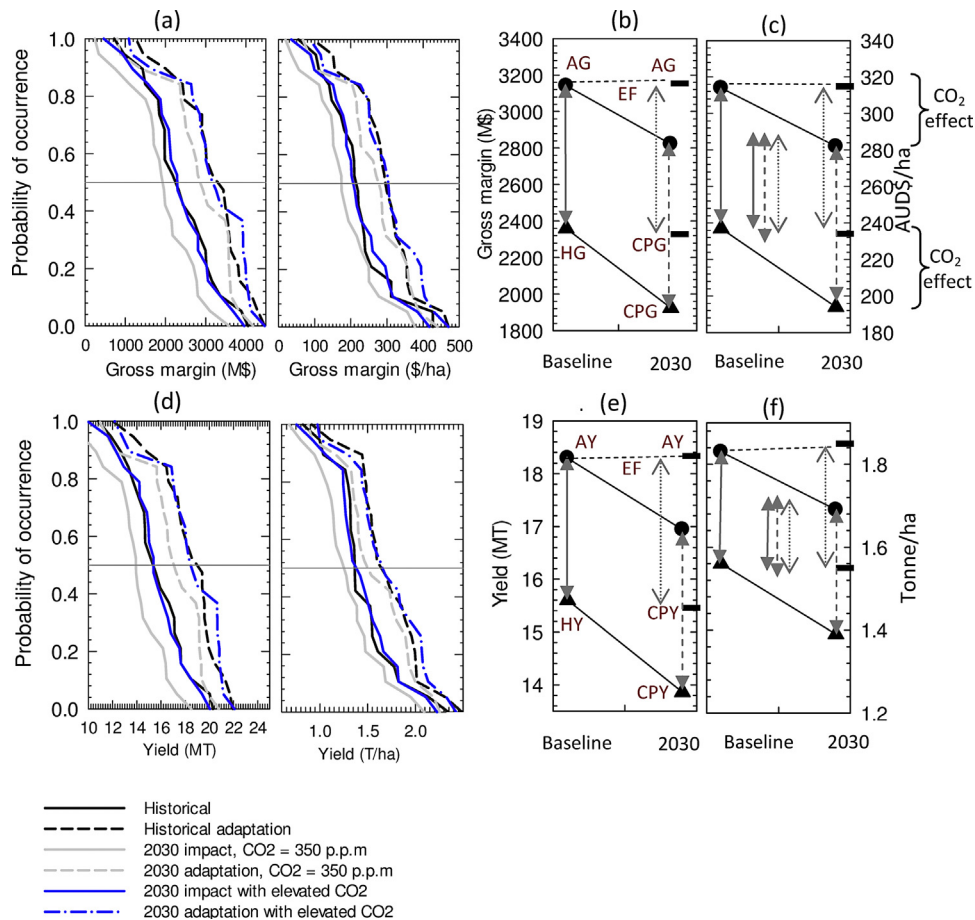 (a)
(b)
(c)
Probability of occurrence
1.0
0.8
0.6
0.4
0.2
0.0
0 1000 2000 3000 4000
Gross margin (M$)
0 100 200 300 400 500
Gross margin ($/ha)
Gross margin (M$)
3400
3200
3000
2800
2600
2400
2200
2000
1800
AG AG
EF
HG
CPG
CPG
Baseline 2030
Baseline 2030
340
320
300
280
260
240
220
200
180
AUD$/ha
CO2
effect
CO2
effect
(d)
(e)
(f)
Probability of occurrence
1.0
0.8
0.6
0.4
0.2
0.0
10 12 14 16 18 20 22 24
Yield (MT)
1.0 1.5 2.0
Yield (T/ha)
Yield (MT)
19
18
17
16
15
14
AY AY
EF
HY
CPY
CPY
Baseline 2030
Baseline 2030
1.8
1.6
1.4
1.2
Tonne/ha
Historical
Historical adaptation
2030 impact, CO2 = 350 p.p.m
2030 adaptation, CO2 = 350 p.p.m
2030 impact with elevated CO2
2030 adaptation with elevated CO2